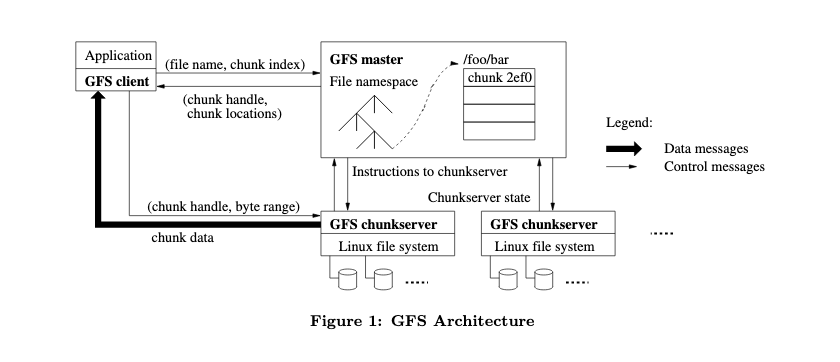 Application
GFS client
(file name, chunk index)
(chunk handle,
chunk locations)
GFS master
File namespace
/foo/bar
chunk 2ef0
Legend:
Data messages
Control messages
Instructions to chunkserver
Chunkserver state
(chunk handle, byte range)
chunk data
GFS chunkserver
Linux file system
GFS chunkserver
Linux file system
Figure 1: GFS Architecture